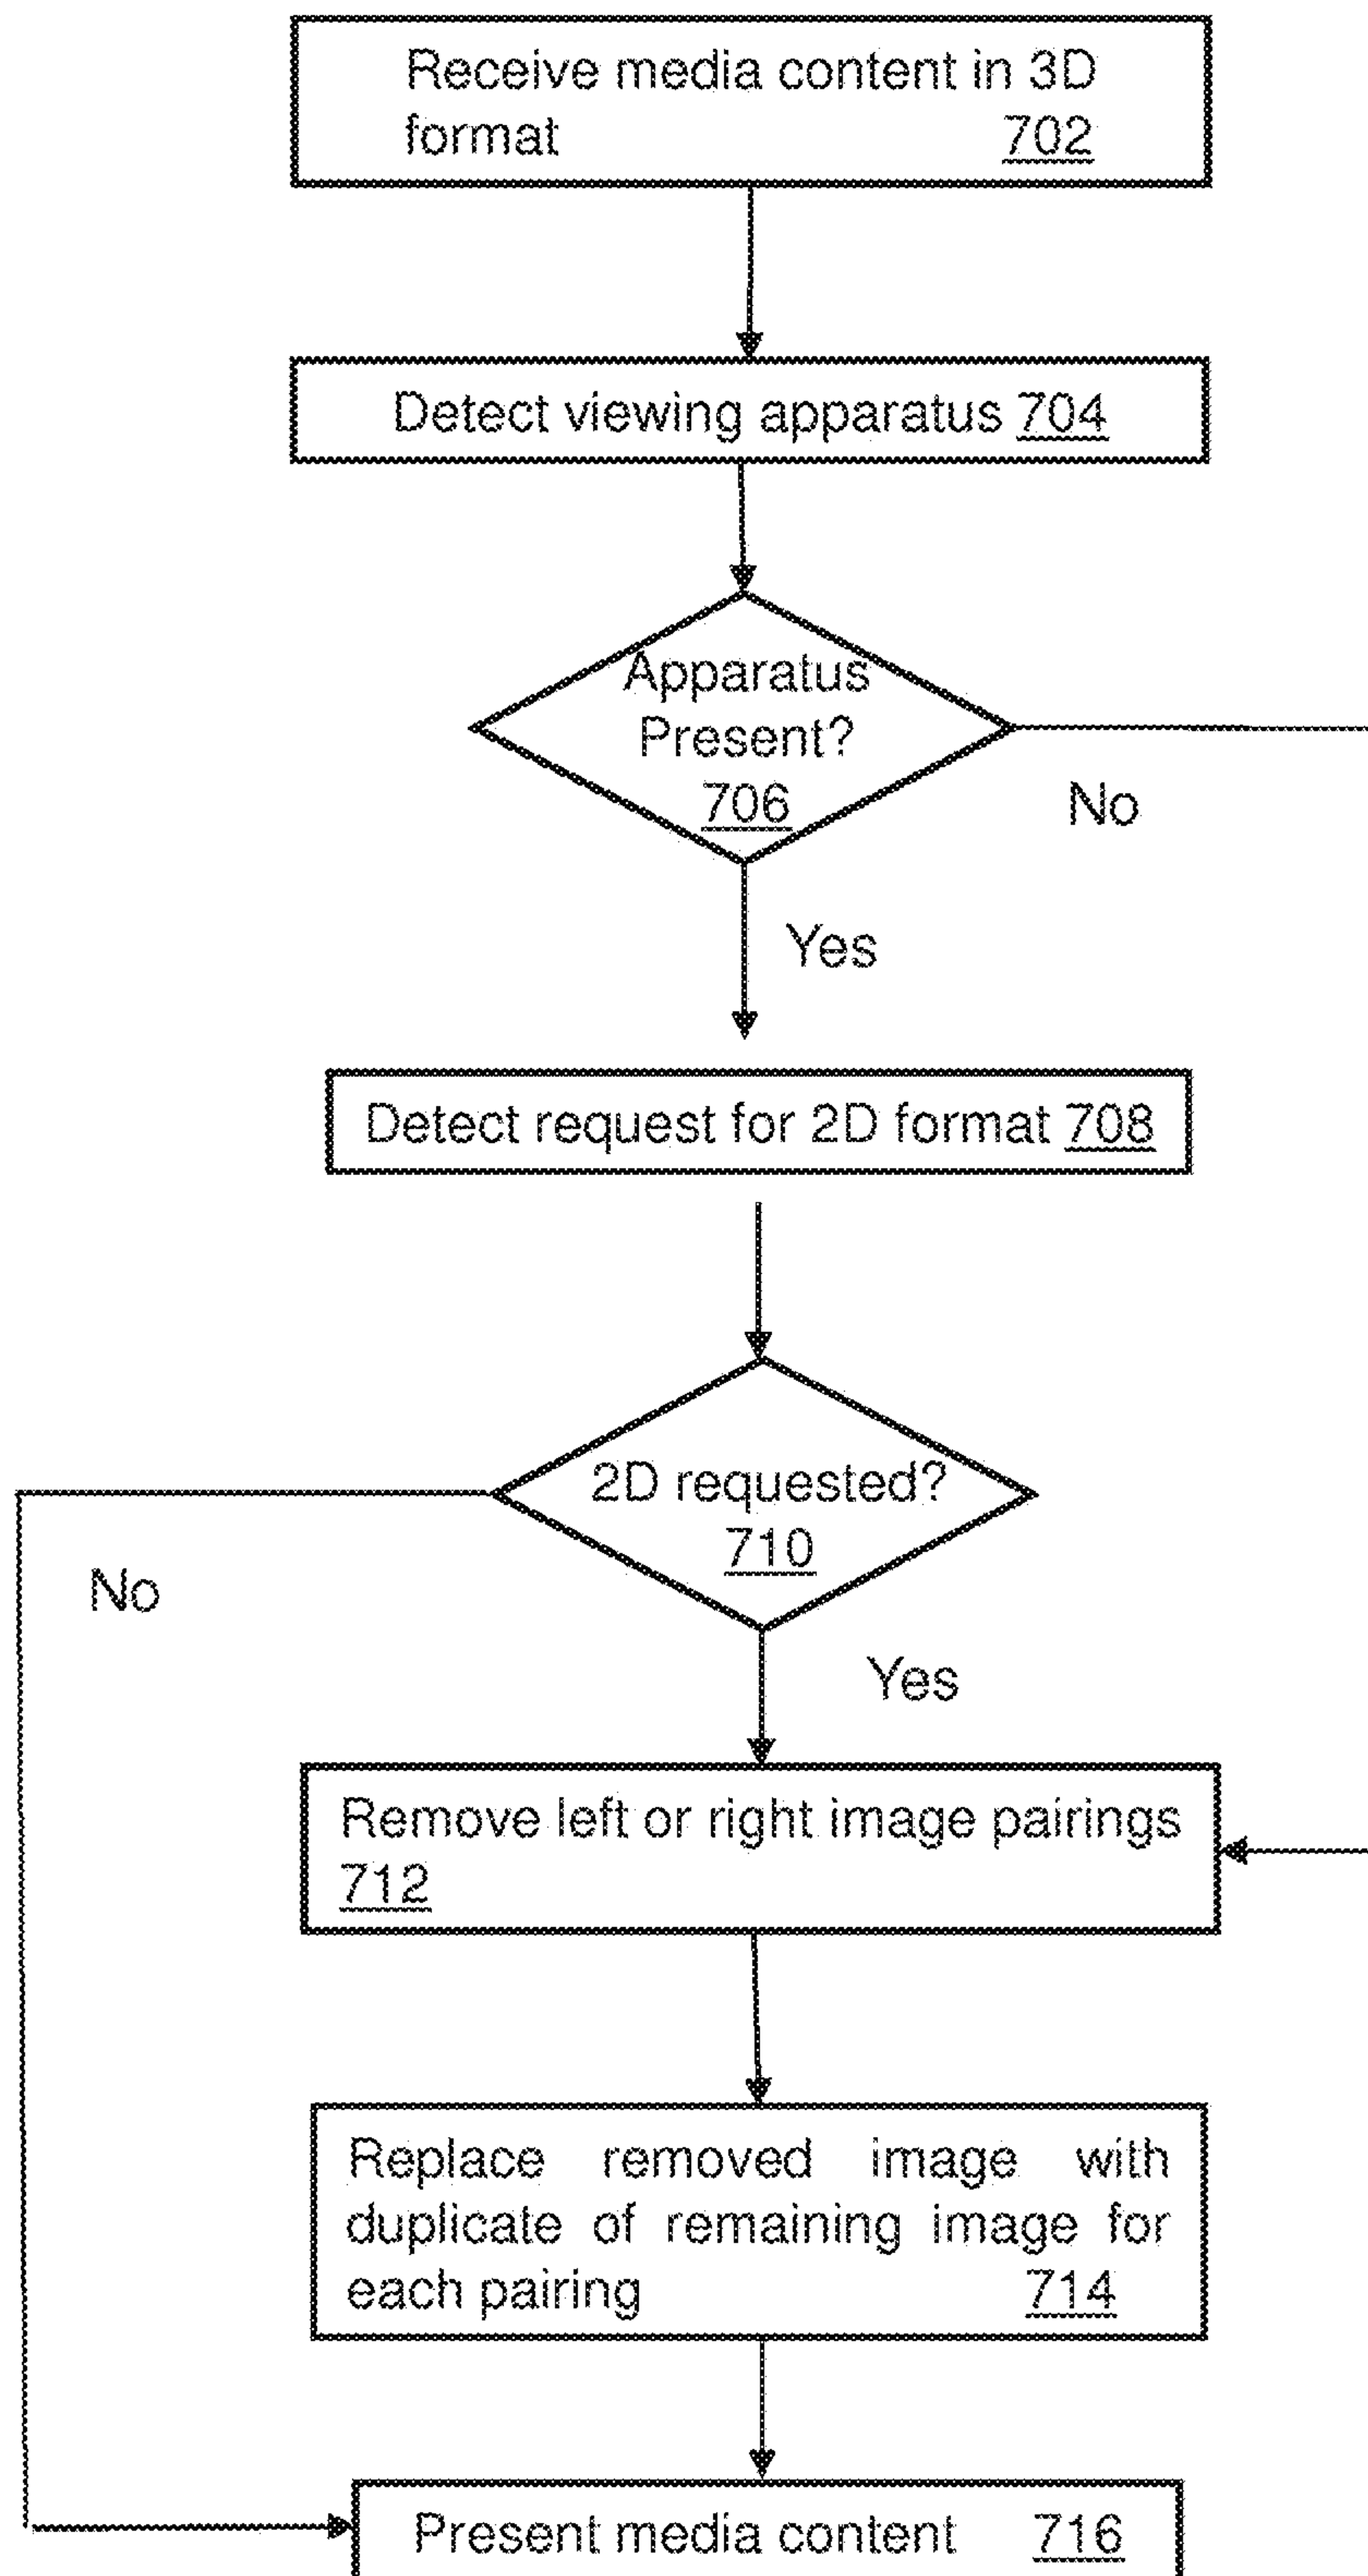 Receive media content in 3D
format 702
Detect viewing apparatus 704
Apparatus
Present?
706
No
Yes
Detect request for 2D format 708
2D requested?
710
No
Yes
Remove left or right image pairings
712
Replace removed image with
duplicate of remaining image for
each pairing 714
Present media content 716